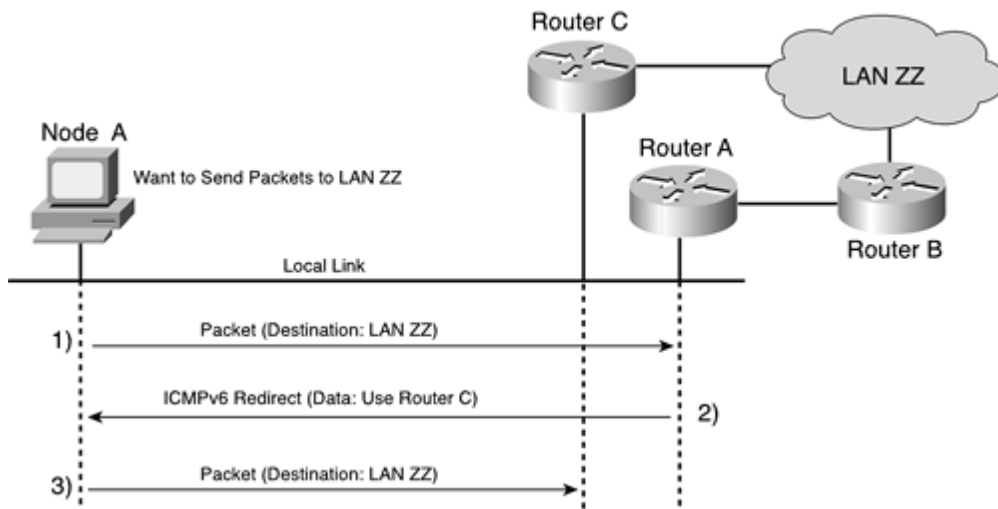 Router C
LAN ZZ
Node A
Want to Send Packets to LAN ZZ
Router A
Router B
Local Link
1)
Packet (Destination: LAN ZZ)
ICMPv6 Redirect (Data: Use Router C)
2)
3)
Packet (Destination: LAN ZZ)